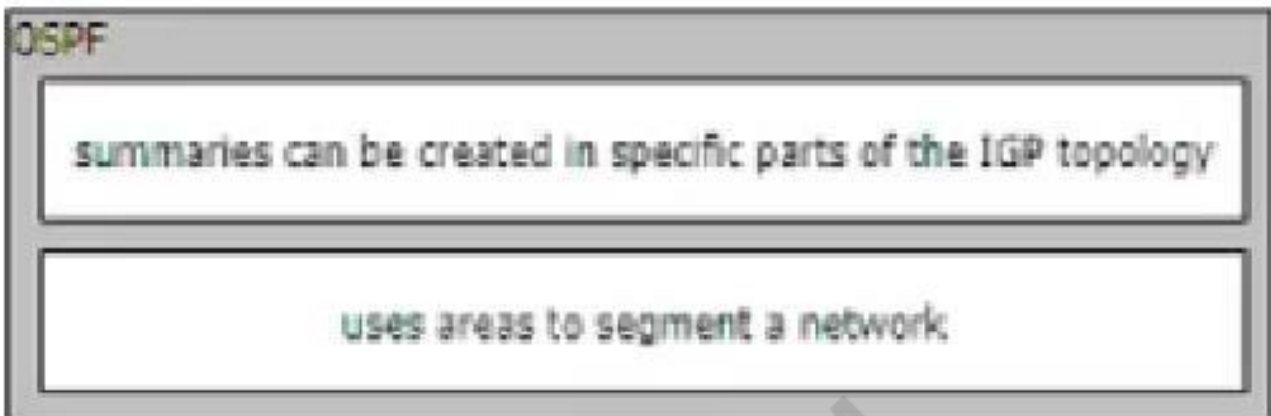 OSPF
summaries can be created in specific parts of the IGP topology
uses areas to segment a network